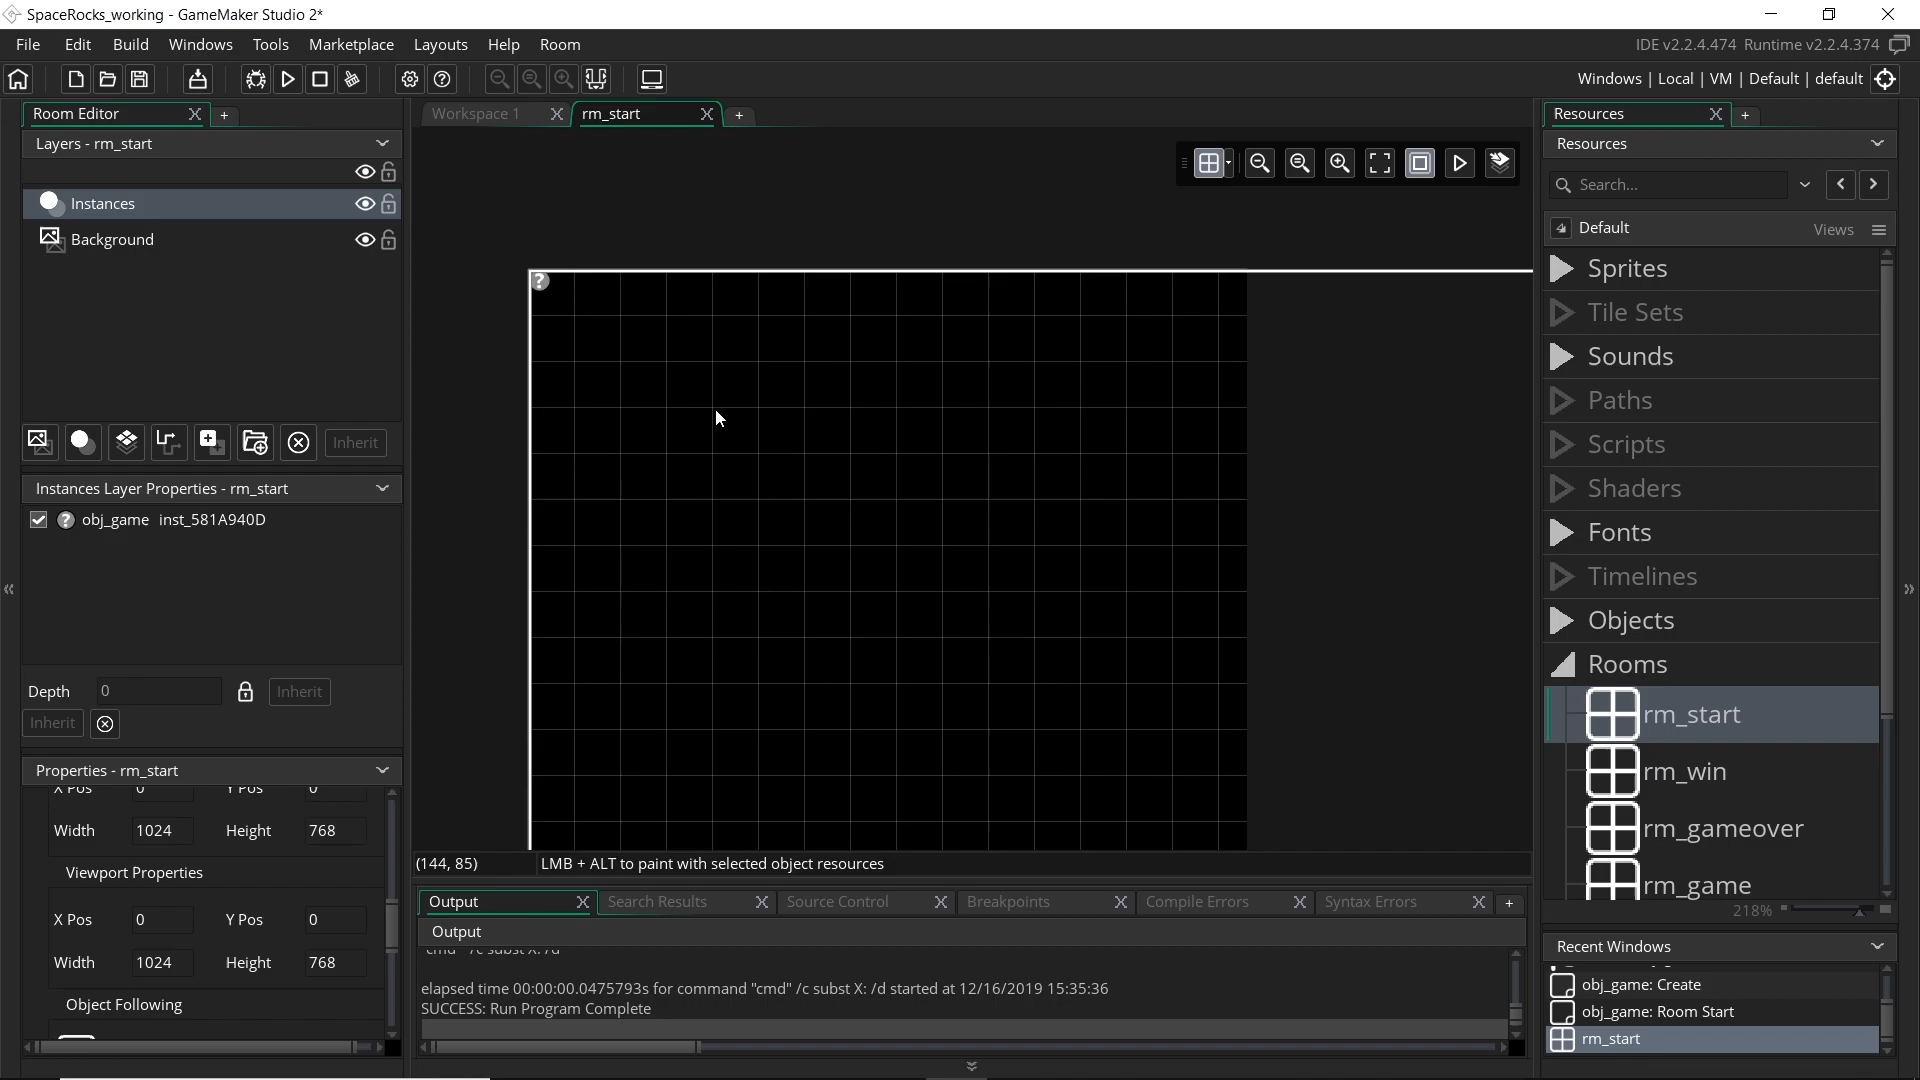 SpaceRocks_working - GameMaker Studio 2*
File Edit Build Windows Tools Marketplace Layouts Help Room
IDE v2.2.4.474 Runtime v2.2.4.374
Windows | Local | VM | Default | default
Room Editor
Workspace 1
rm_start
Resources
Layers - rm_start
Resources
Search...
Instances
Default
Views
Background
Sprites
Tile Sets
Sounds
Paths
Scripts
Shaders
Fonts
Timelines
Objects
Rooms
rm_start
rm_win
rm_gameover
rm_game
218%
Inherit
Instances Layer Properties - rm_start
obj_game inst_581A940D
Depth 0 Inherit
Inherit
Properties - rm_start
X Pos 0 Y Pos 0
Width 1024 Height 768
Viewport Properties
X Pos 0 Y Pos 0
Width 1024 Height 768
Object Following
(144, 85) LMB + ALT to paint with selected object resources
Output Search Results Source Control Breakpoints Compile Errors Syntax Errors
Output
"cmd" /c subst X: /d
elapsed time 00:00:00.0475793s for command "cmd" /c subst X: /d started at 12/16/2019 15:35:36
SUCCESS: Run Program Complete
Recent Windows
obj_game: Create
obj_game: Room Start
rm_start